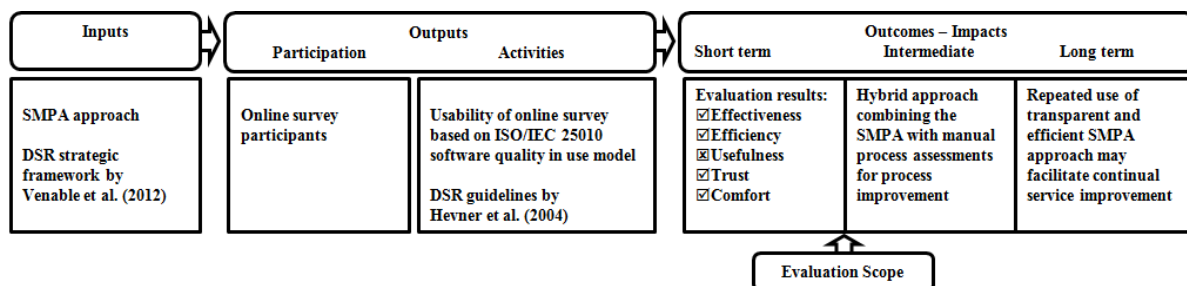 Inputs
Outputs
Participation
Activities
Outcomes – Impacts
Short term
Intermediate
Long term
SMPA approach
DSR strategic
framework by
Venable et al. (2012)
Online survey
participants
Usability of online survey
based on ISO/IEC 25010
software quality in use model
DSR guidelines by
Hevner et al. (2004)
Evaluation results:
☑Effectiveness
☑Efficiency
☒Usefulness
☑Trust
☑Comfort
Hybrid approach
combining the
SMPA with manual
process assessments
for process
improvement
Repeated use of
transparent and
efficient SMPA
approach may
facilitate continual
service improvement
Evaluation Scope